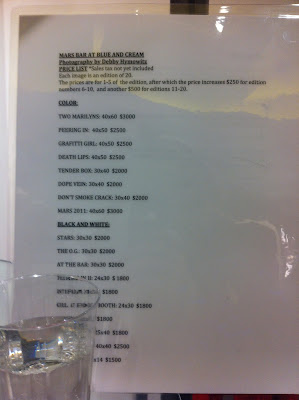 MARS BAR AT BLUE AND CREAM
Photographs by Debby Hymowitz
PRICE LIST *Sales tax not yet included
Each image is an edition of 20.
The prices are for 1-5 of the edition, after which the price increases $250 for edition
numbers 6-10, and another $500 for editions 11-20.
COLOR:
TWO MARILYNS: 40x60 $3000
PEEKING IN: 40x50 $2500
GRAFITTI GIRL: 40x50 $2500
DEATH LIPS: 40x50 $2500
TENDER BOX: 30x40 $2000
DOPE VEIN: 30x40 $2000
DON'T SMOKE CRACK: 30x40 $2000
MARS 2011: 40x60 $3000
BLACK AND WHITE:
STARS: 30x30 $2000
THE O.G.: 30x30 $2000
AT THE BAR: 30x30 $2000
24x30 $1800
$1800
BOOTH: 24x30 $1800
$1800
$1800
40x40 $2500
$1500